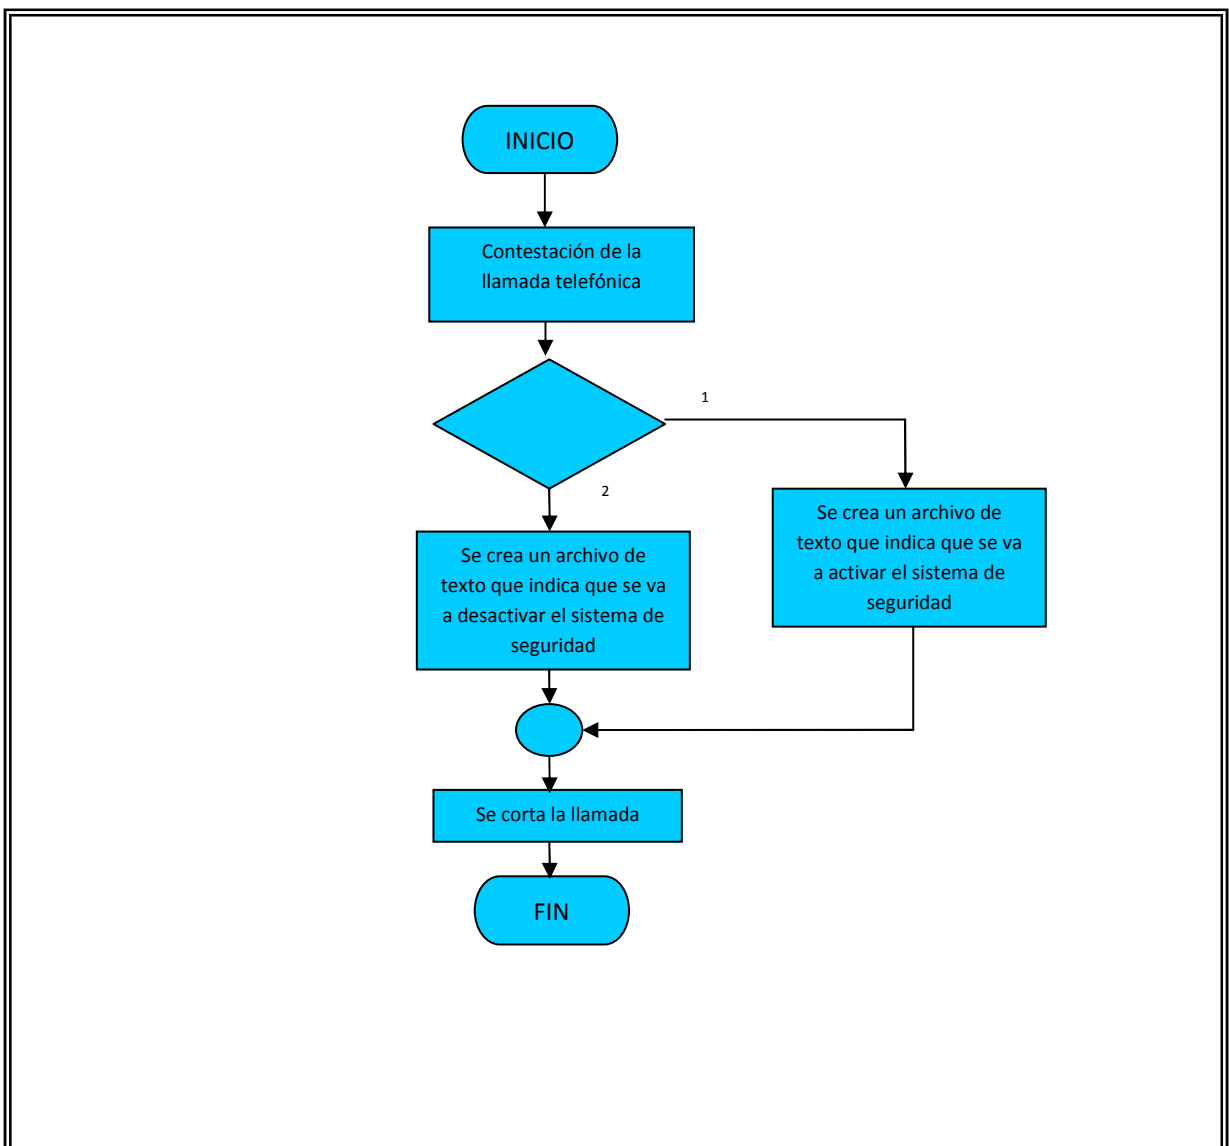 INICIO
Contestación de la
llamada telefónica
1
2
Se crea un archivo de
texto que indica que se va
a activar el sistema de
seguridad
Se crea un archivo de
texto que indica que se va
a desactivar el sistema de
seguridad
Se corta la llamada
FIN